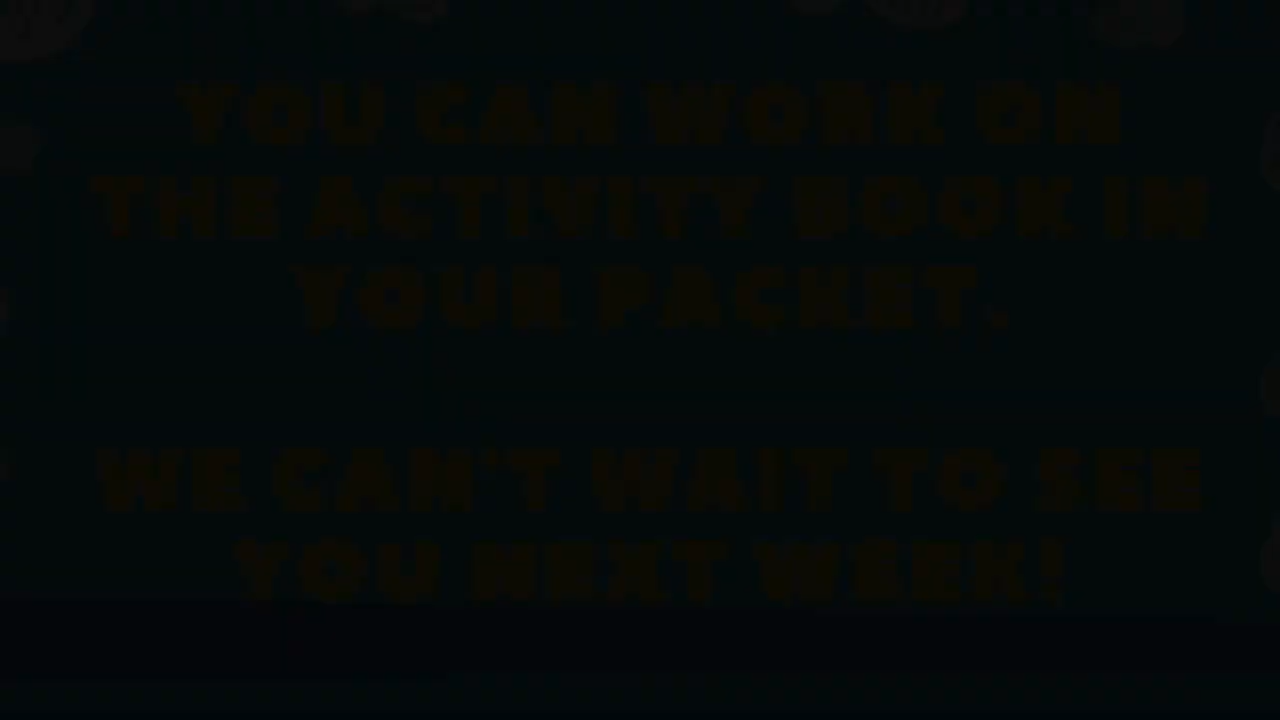 YOU CAN WORK ON
THE ACTIVITY BOOK IN
YOUR PACKET.
WE CAN'T WAIT TO SEE
YOU NEXT WEEK!